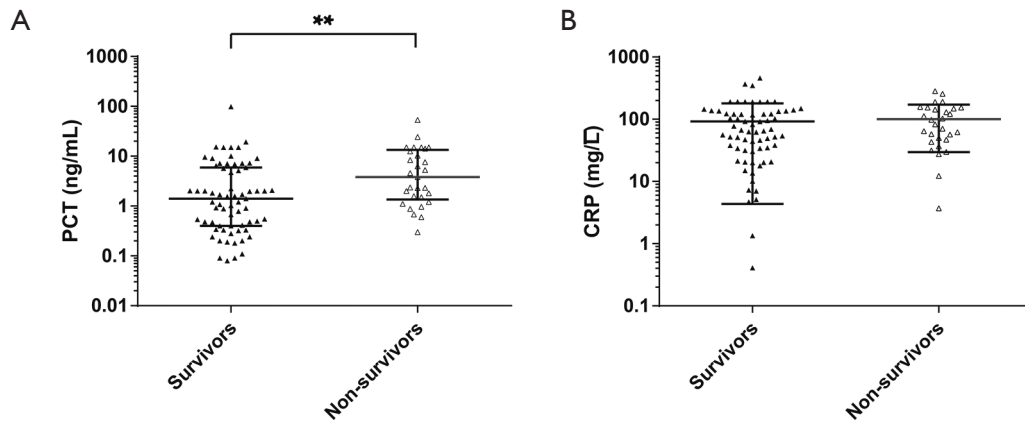 A
**
PCT (ng/mL)
1000
100
10
1
0.1
0.01
Survivors
Non-survivors
B
CRP (mg/L)
1000
100
10
1
0.1
Survivors
Non-survivors